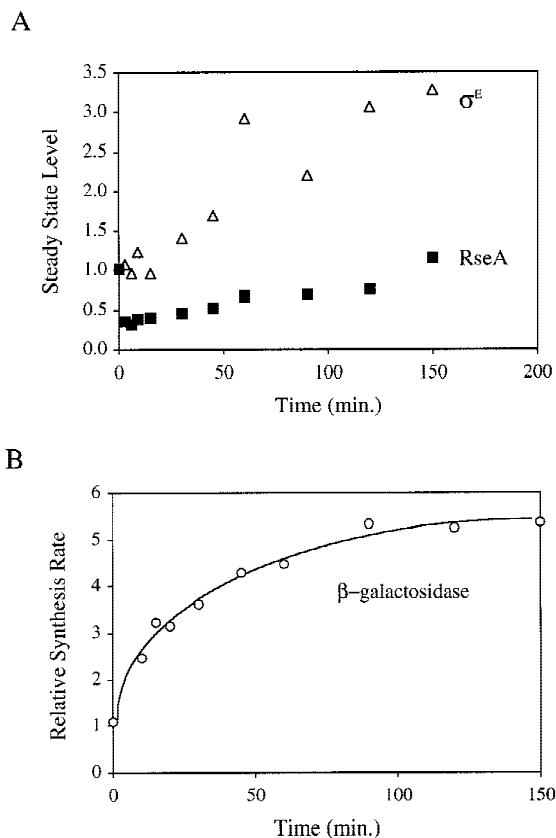 A
3.5
3.0
2.5
2.0
1.5
1.0
0.5
0.0
Steady State Level
σᴱ
RseA
0 50 100 150 200
Time (min.)
B
6
5
4
3
2
1
0
Relative Synthesis Rate
β-galactosidase
0 50 100 150
Time (min.)